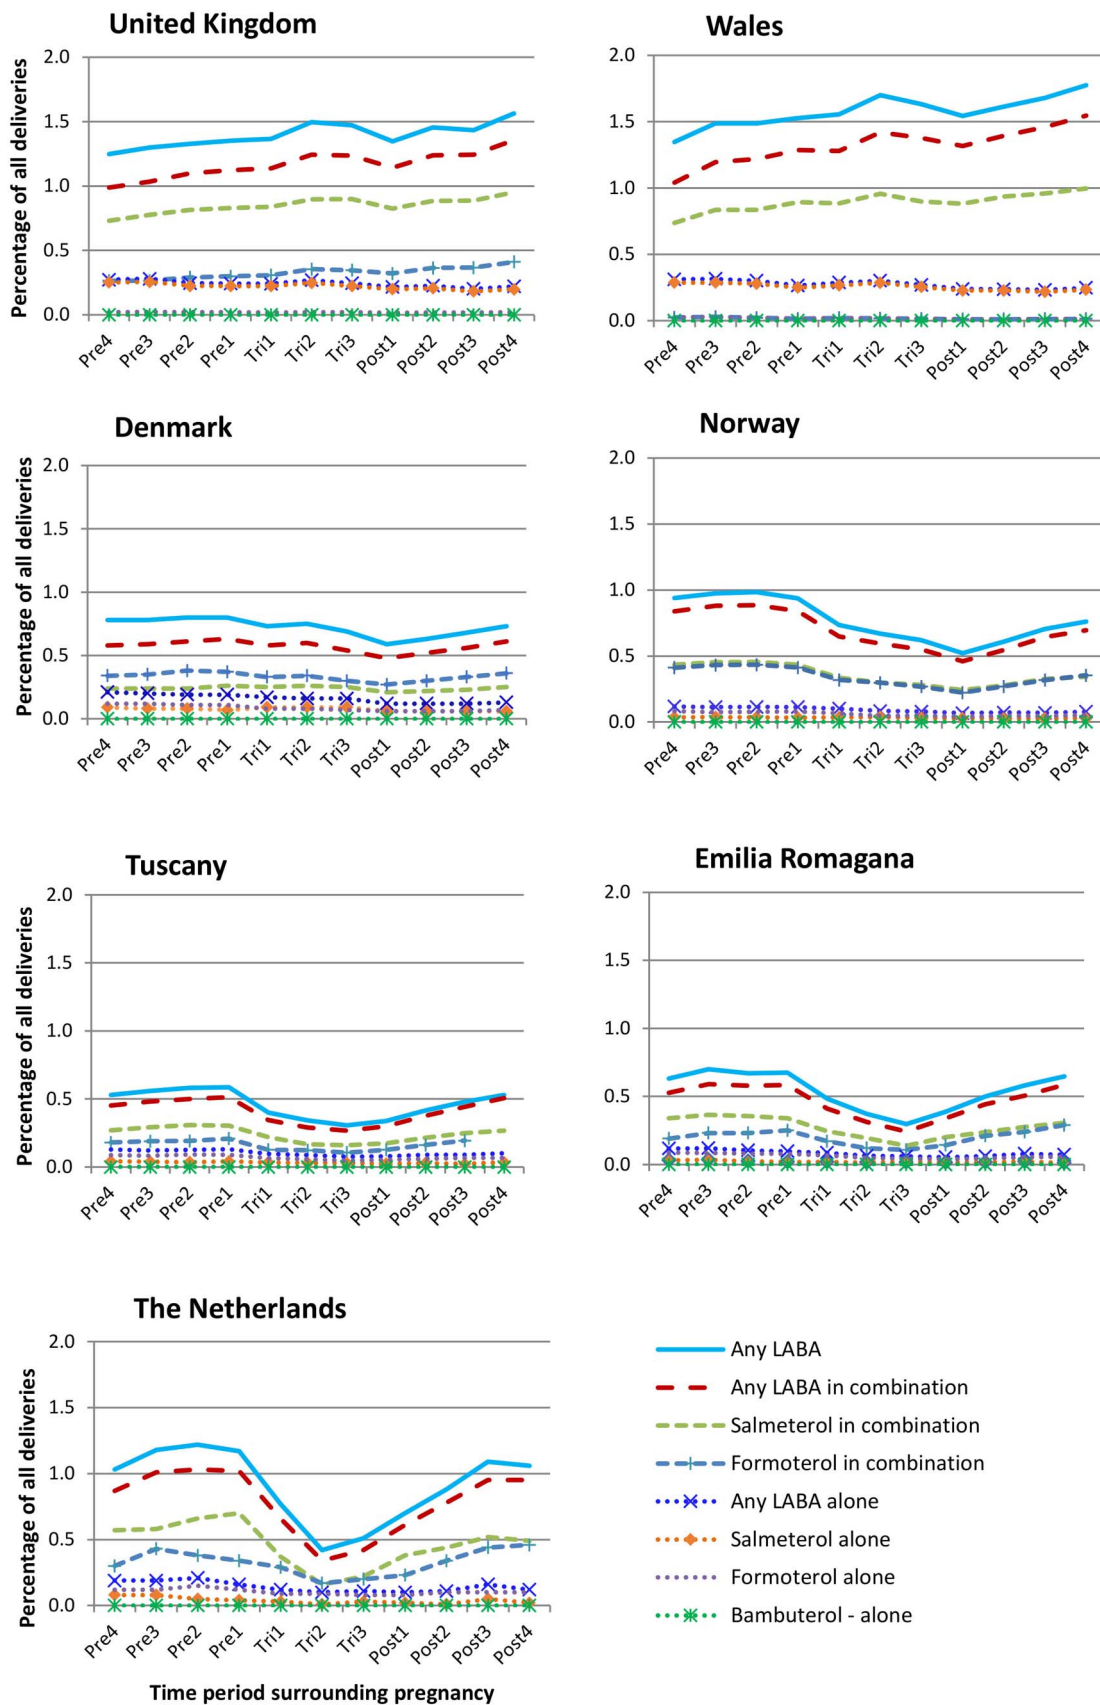 United Kingdom
Percentage of all deliveries
2.0
1.5
1.0
0.5
0.0
Pre4 Pre3 Pre2 Pre1 Tri1 Tri2 Tri3 Post1 Post2 Post3 Post4
Wales
2.0
1.5
1.0
0.5
0.0
Pre4 Pre3 Pre2 Pre1 Tri1 Tri2 Tri3 Post1 Post2 Post3 Post4
Denmark
Percentage of all deliveries
2.0
1.5
1.0
0.5
0.0
Pre4 Pre3 Pre2 Pre1 Tri1 Tri2 Tri3 Post1 Post2 Post3 Post4
Norway
2.0
1.5
1.0
0.5
0.0
Pre4 Pre3 Pre2 Pre1 Tri1 Tri2 Tri3 Post1 Post2 Post3 Post4
Tuscany
Percentage of all deliveries
2.0
1.5
1.0
0.5
0.0
Pre4 Pre3 Pre2 Pre1 Tri1 Tri2 Tri3 Post1 Post2 Post3 Post4
Emilia Romagana
2.0
1.5
1.0
0.5
0.0
Pre4 Pre3 Pre2 Pre1 Tri1 Tri2 Tri3 Post1 Post2 Post3 Post4
The Netherlands
Percentage of all deliveries
2.0
1.5
1.0
0.5
0.0
Pre4 Pre3 Pre2 Pre1 Tri1 Tri2 Tri3 Post1 Post2 Post3 Post4
Time period surrounding pregnancy
Any LABA
Any LABA in combination
Salmeterol in combination
Formoterol in combination
Any LABA alone
Salmeterol alone
Formoterol alone
Bambuterol - alone